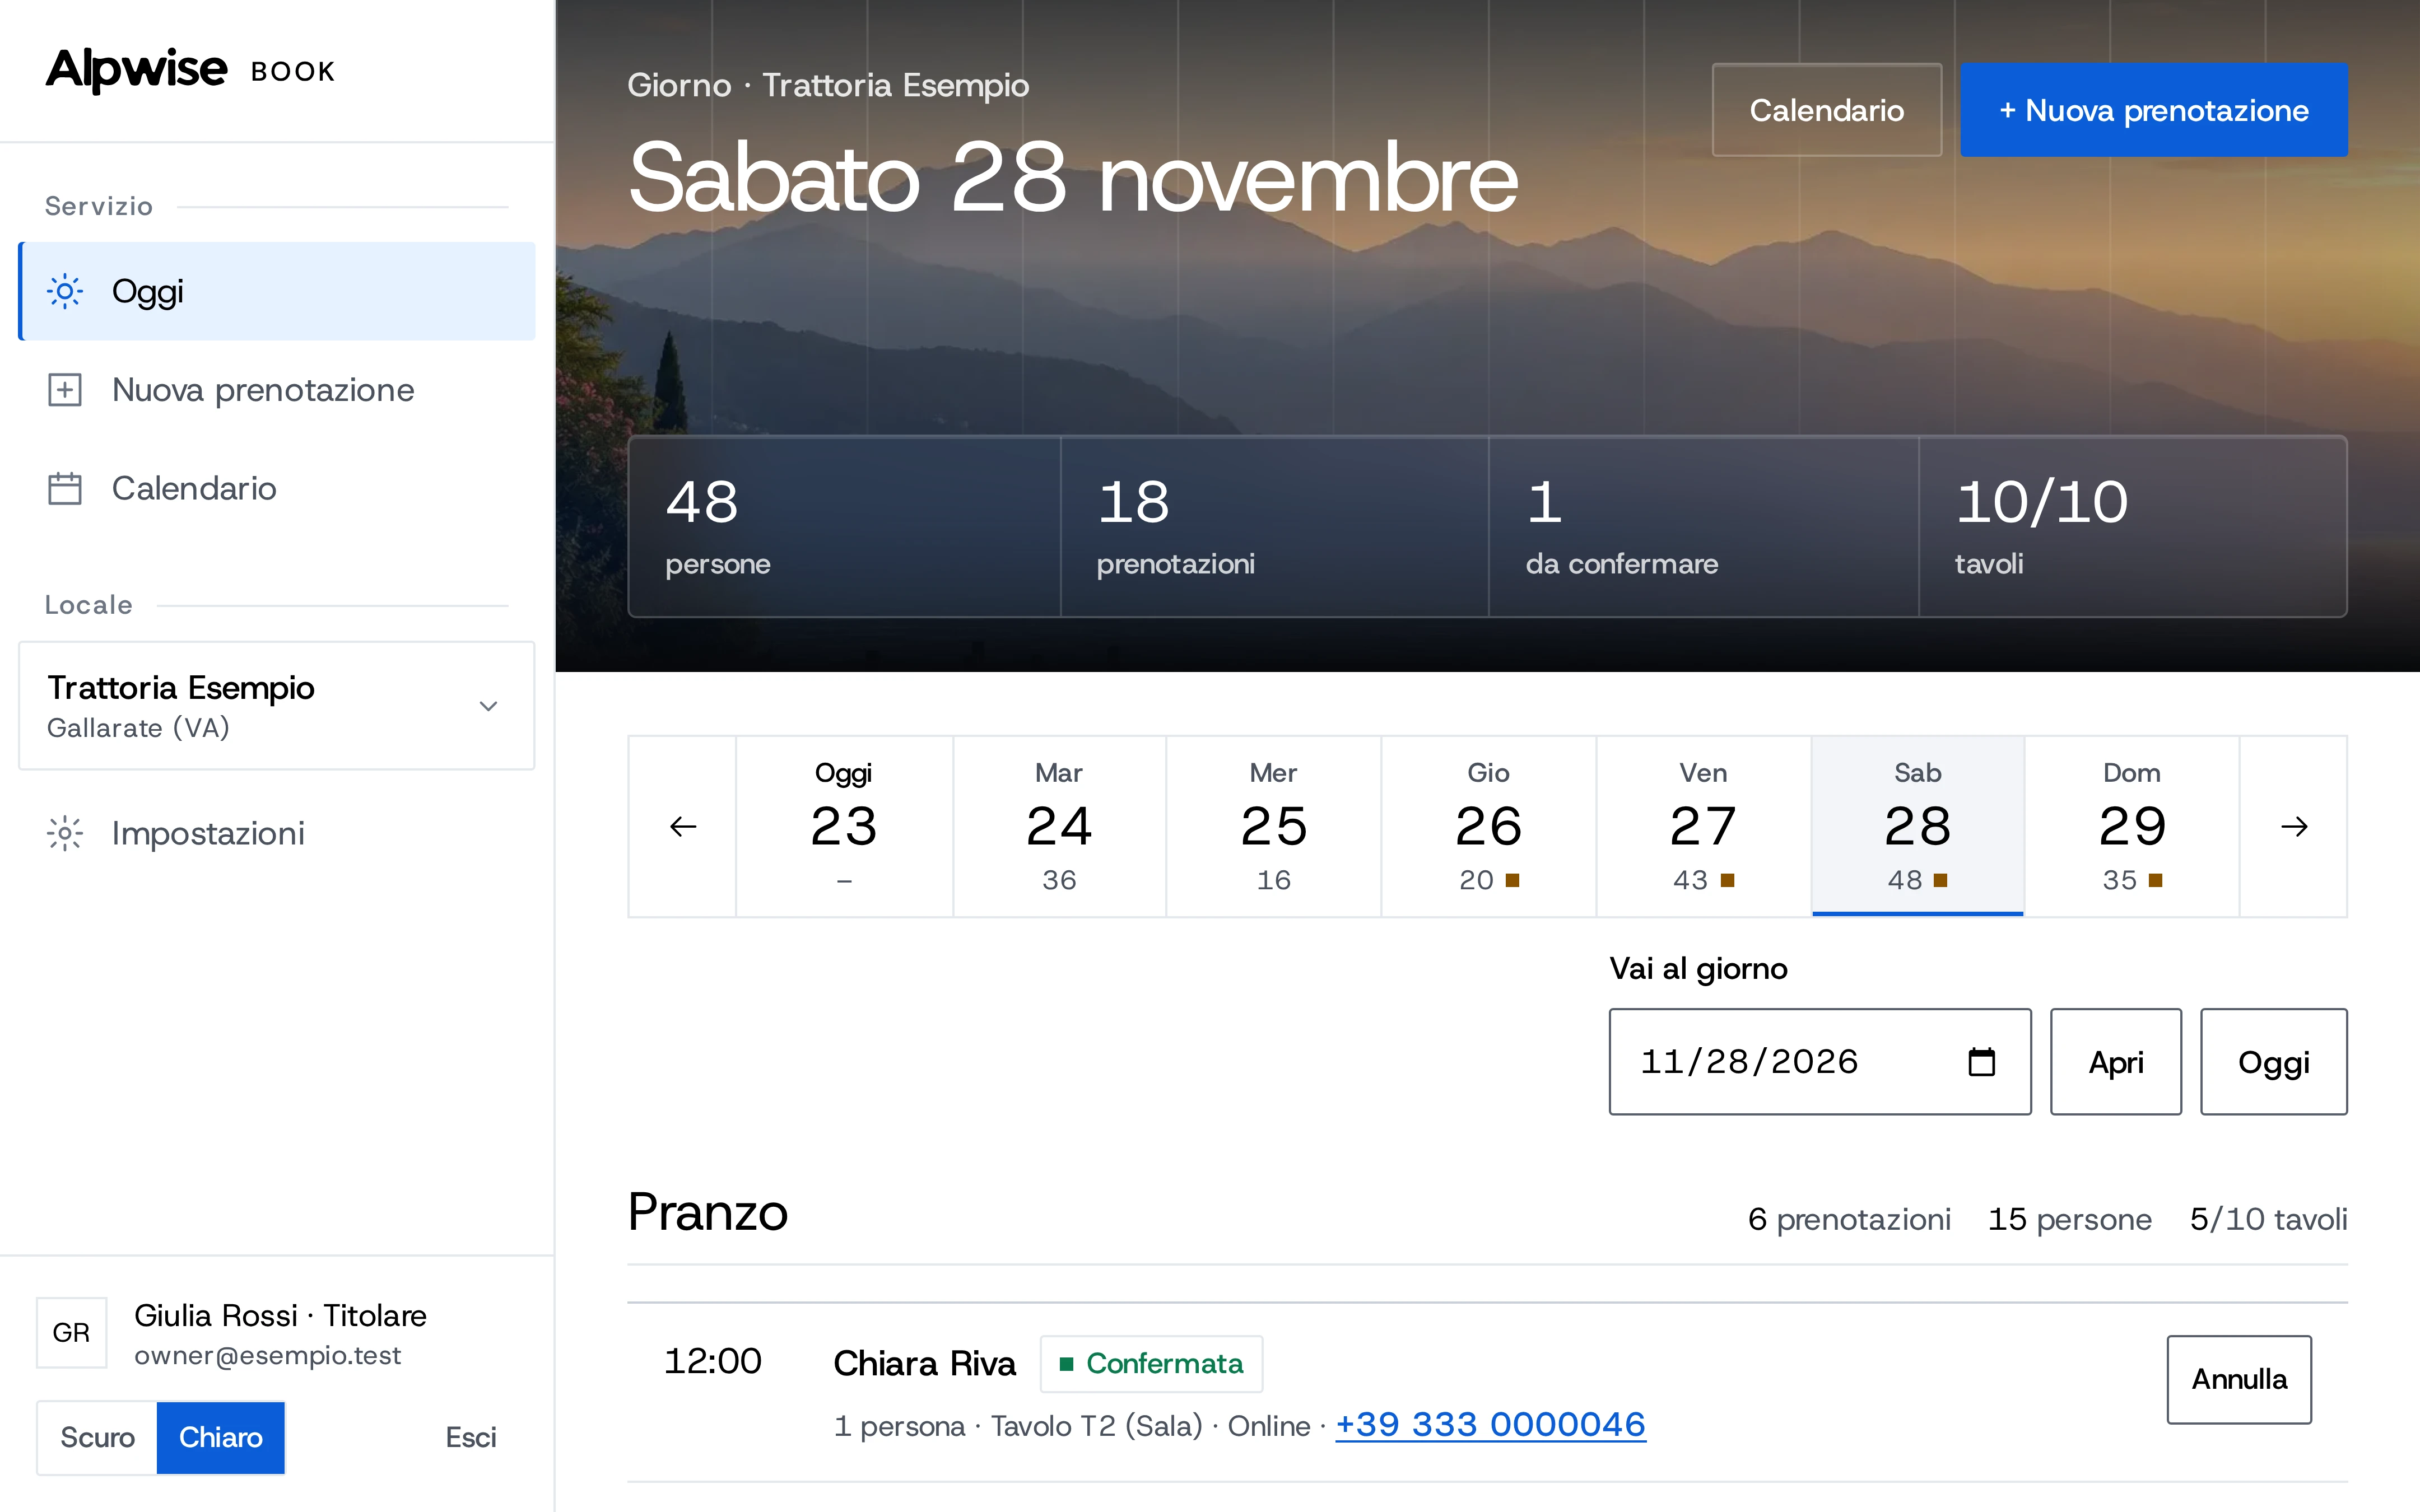 Alpwise BOOK
Servizio
Oggi
Nuova prenotazione
Calendario
Locale
Trattoria Esempio
Gallarate (VA)
Impostazioni
GR
Giulia Rossi · Titolare
owner@esempio.test
Scuro
Chiaro
Esci
Giorno · Trattoria Esempio
Sabato 28 novembre
Calendario
+ Nuova prenotazione
48
persone
18
prenotazioni
1
da confermare
10/10
tavoli
←
Oggi
23
–
Mar
24
36
Mer
25
16
Gio
26
20
Ven
27
43
Sab
28
48
Dom
29
35
→
Vai al giorno
11/28/2026
Apri
Oggi
Pranzo
6 prenotazioni 15 persone 5/10 tavoli
12:00
Chiara Riva
Confermata
1 persona · Tavolo T2 (Sala) · Online · +39 333 0000046
Annulla